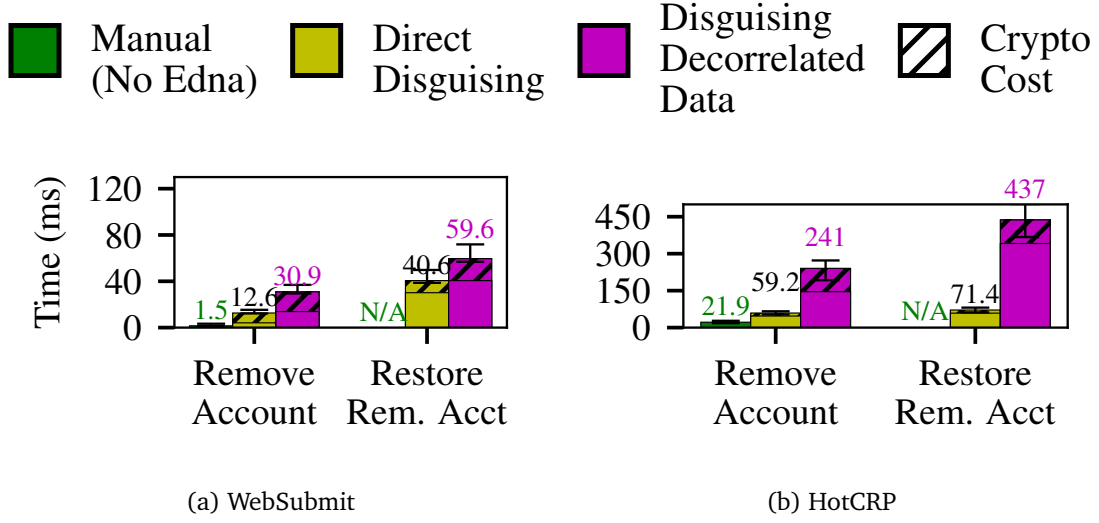 Manual
(No Edna)
Direct
Disguising
Disguising
Decorrelated
Data
Crypto
Cost
Time (ms)
120
80
40
0
1.5
12.6
30.9
N/A
40.6
59.6
Remove
Account
Restore
Rem. Acct
(a) WebSubmit
450
300
150
0
21.9
59.2
241
N/A
71.4
437
Remove
Account
Restore
Rem. Acct
(b) HotCRP